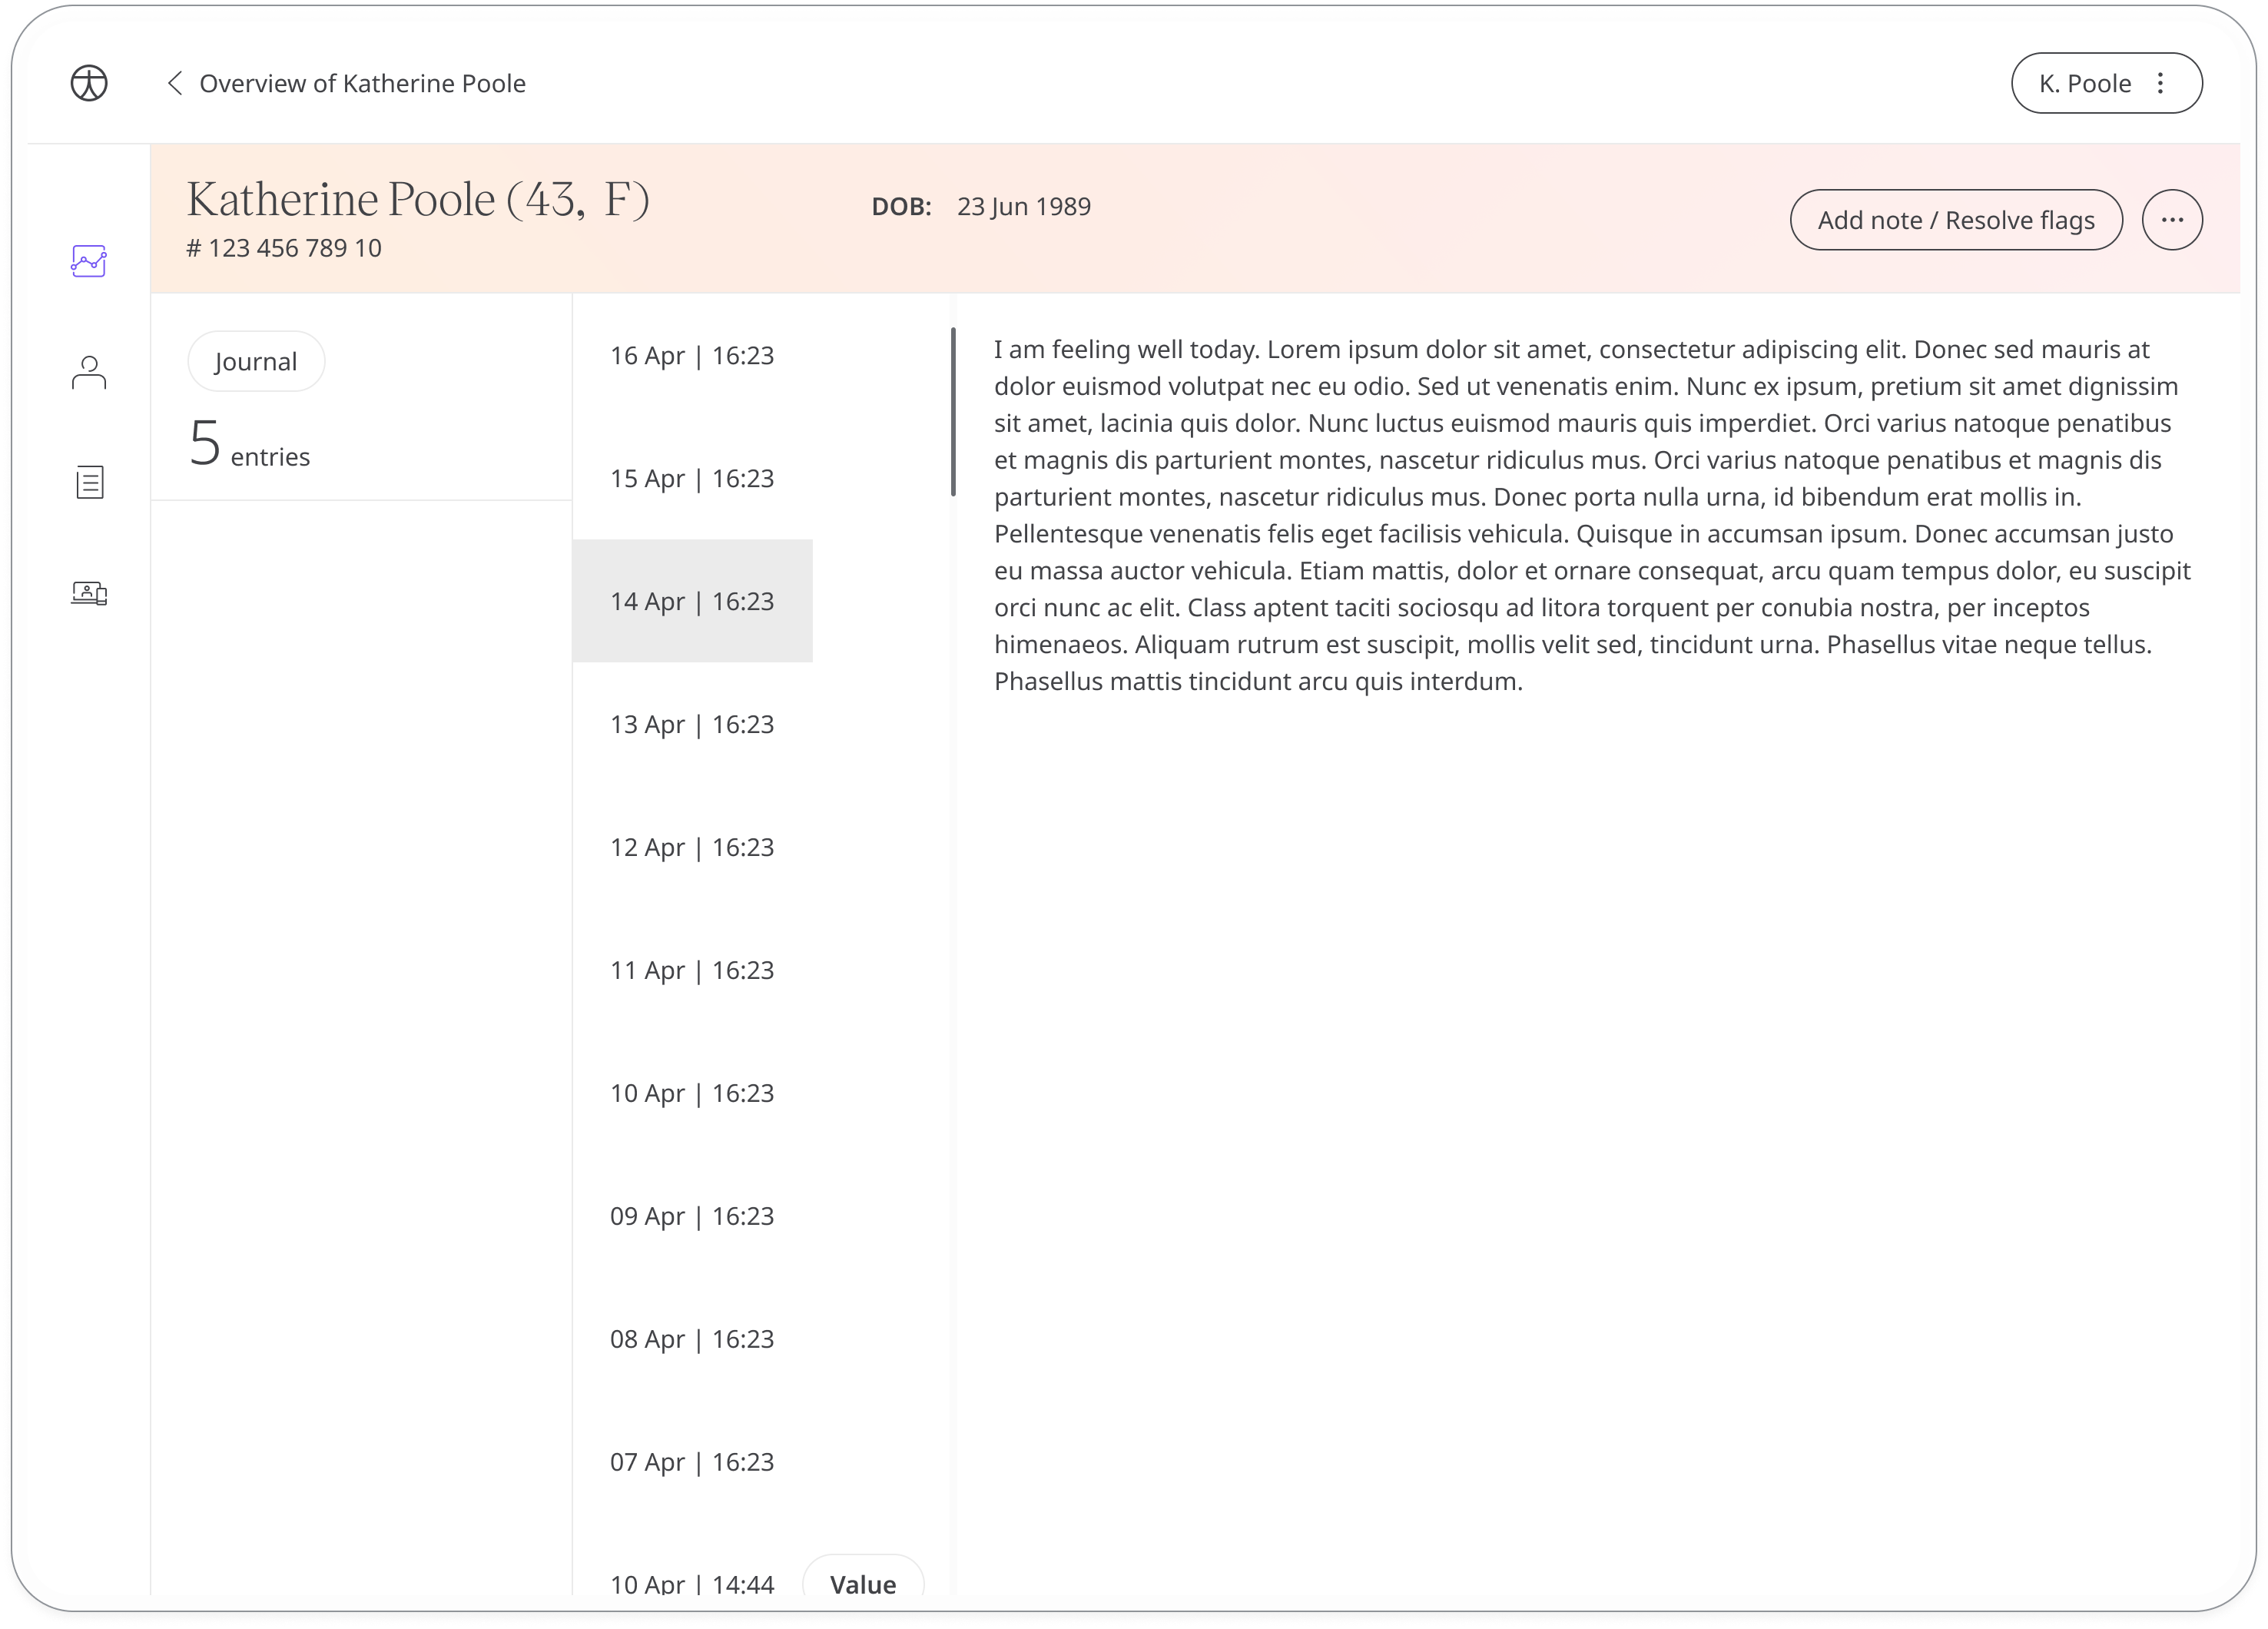 Overview of Katherine Poole
K. Poole
Katherine Poole (43, F)
# 123 456 789 10
DOB: 23 Jun 1989
Add note / Resolve flags
Journal
5 entries
16 Apr | 16:23
15 Apr | 16:23
14 Apr | 16:23
13 Apr | 16:23
12 Apr | 16:23
11 Apr | 16:23
10 Apr | 16:23
09 Apr | 16:23
08 Apr | 16:23
07 Apr | 16:23
10 Apr | 14:44 Value
I am feeling well today. Lorem ipsum dolor sit amet, consectetur adipiscing elit. Donec sed mauris at
dolor euismod volutpat nec eu odio. Sed ut venenatis enim. Nunc ex ipsum, pretium sit amet dignissim
sit amet, lacinia quis dolor. Nunc luctus euismod mauris quis imperdiet. Orci varius natoque penatibus
et magnis dis parturient montes, nascetur ridiculus mus. Orci varius natoque penatibus et magnis dis
parturient montes, nascetur ridiculus mus. Donec porta nulla urna, id bibendum erat mollis in.
Pellentesque venenatis felis eget facilisis vehicula. Quisque in accumsan ipsum. Donec accumsan justo
eu massa auctor vehicula. Etiam mattis, dolor et ornare consequat, arcu quam tempus dolor, eu suscipit
orci nunc ac elit. Class aptent taciti sociosqu ad litora torquent per conubia nostra, per inceptos
himenaeos. Aliquam rutrum est suscipit, mollis velit sed, tincidunt urna. Phasellus vitae neque tellus.
Phasellus mattis tincidunt arcu quis interdum.